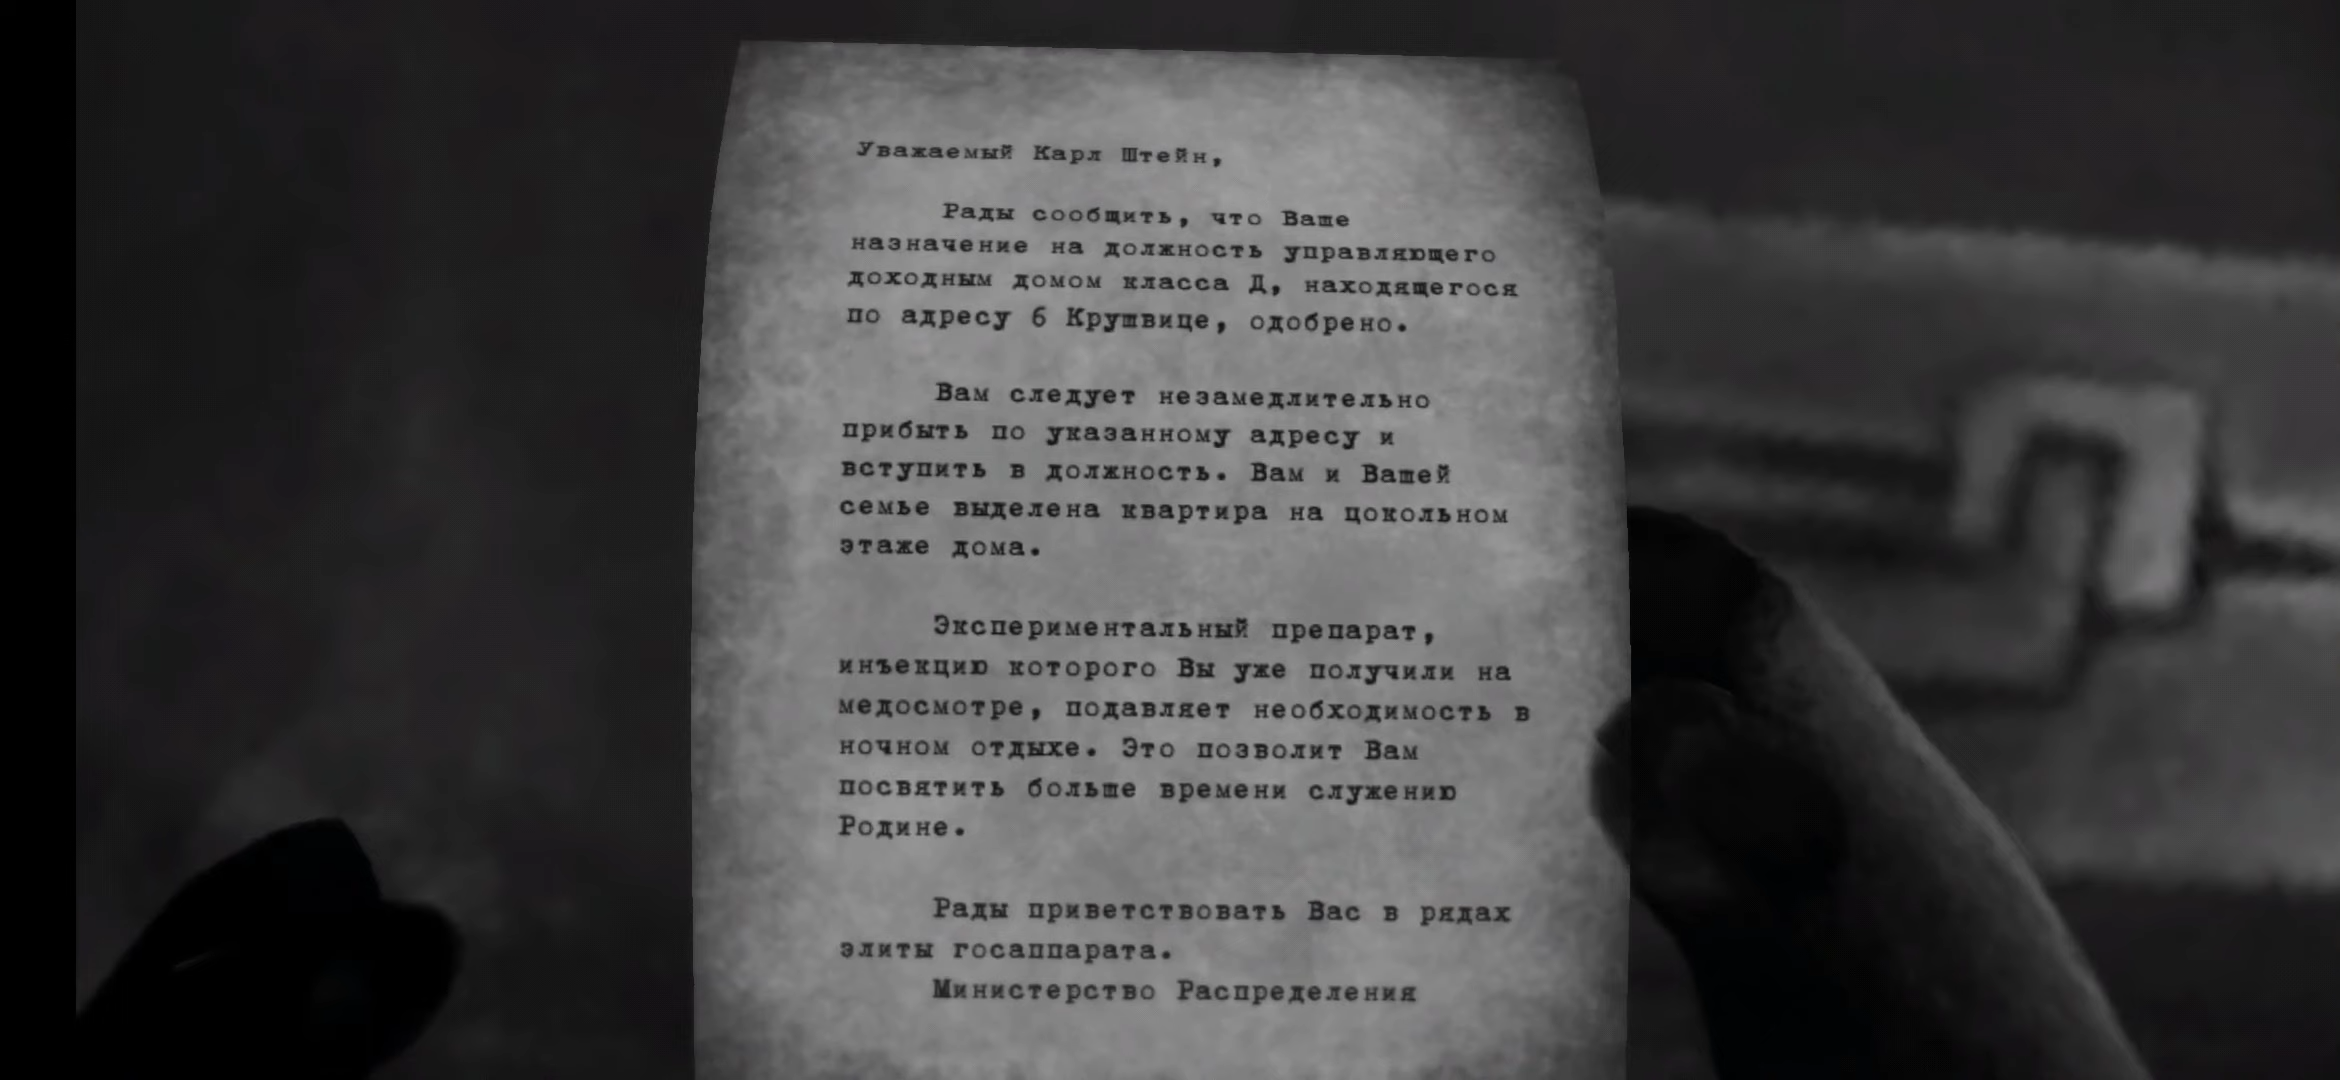 Уважаемый Карл Штейн,
Рады сообщить, что Ваше
назначение на должность управляющего
доходным домом класса Д, находящегося
по адресу 6 Крушвице, одобрено.
Вам следует незамедлительно
прибыть по указанному адресу и
вступить в должность. Вам и Вашей
семье выделена квартира на цокольном
этаже дома.
Экспериментальный препарат,
инъекцию которого Вы уже получили на
медосмотре, подавляет необходимость в
ночном отдыхе. Это позволит Вам
посвятить больше времени служению
Родине.
Рады приветствовать Вас в рядах
элиты госаппарата.
Министерство Распределения